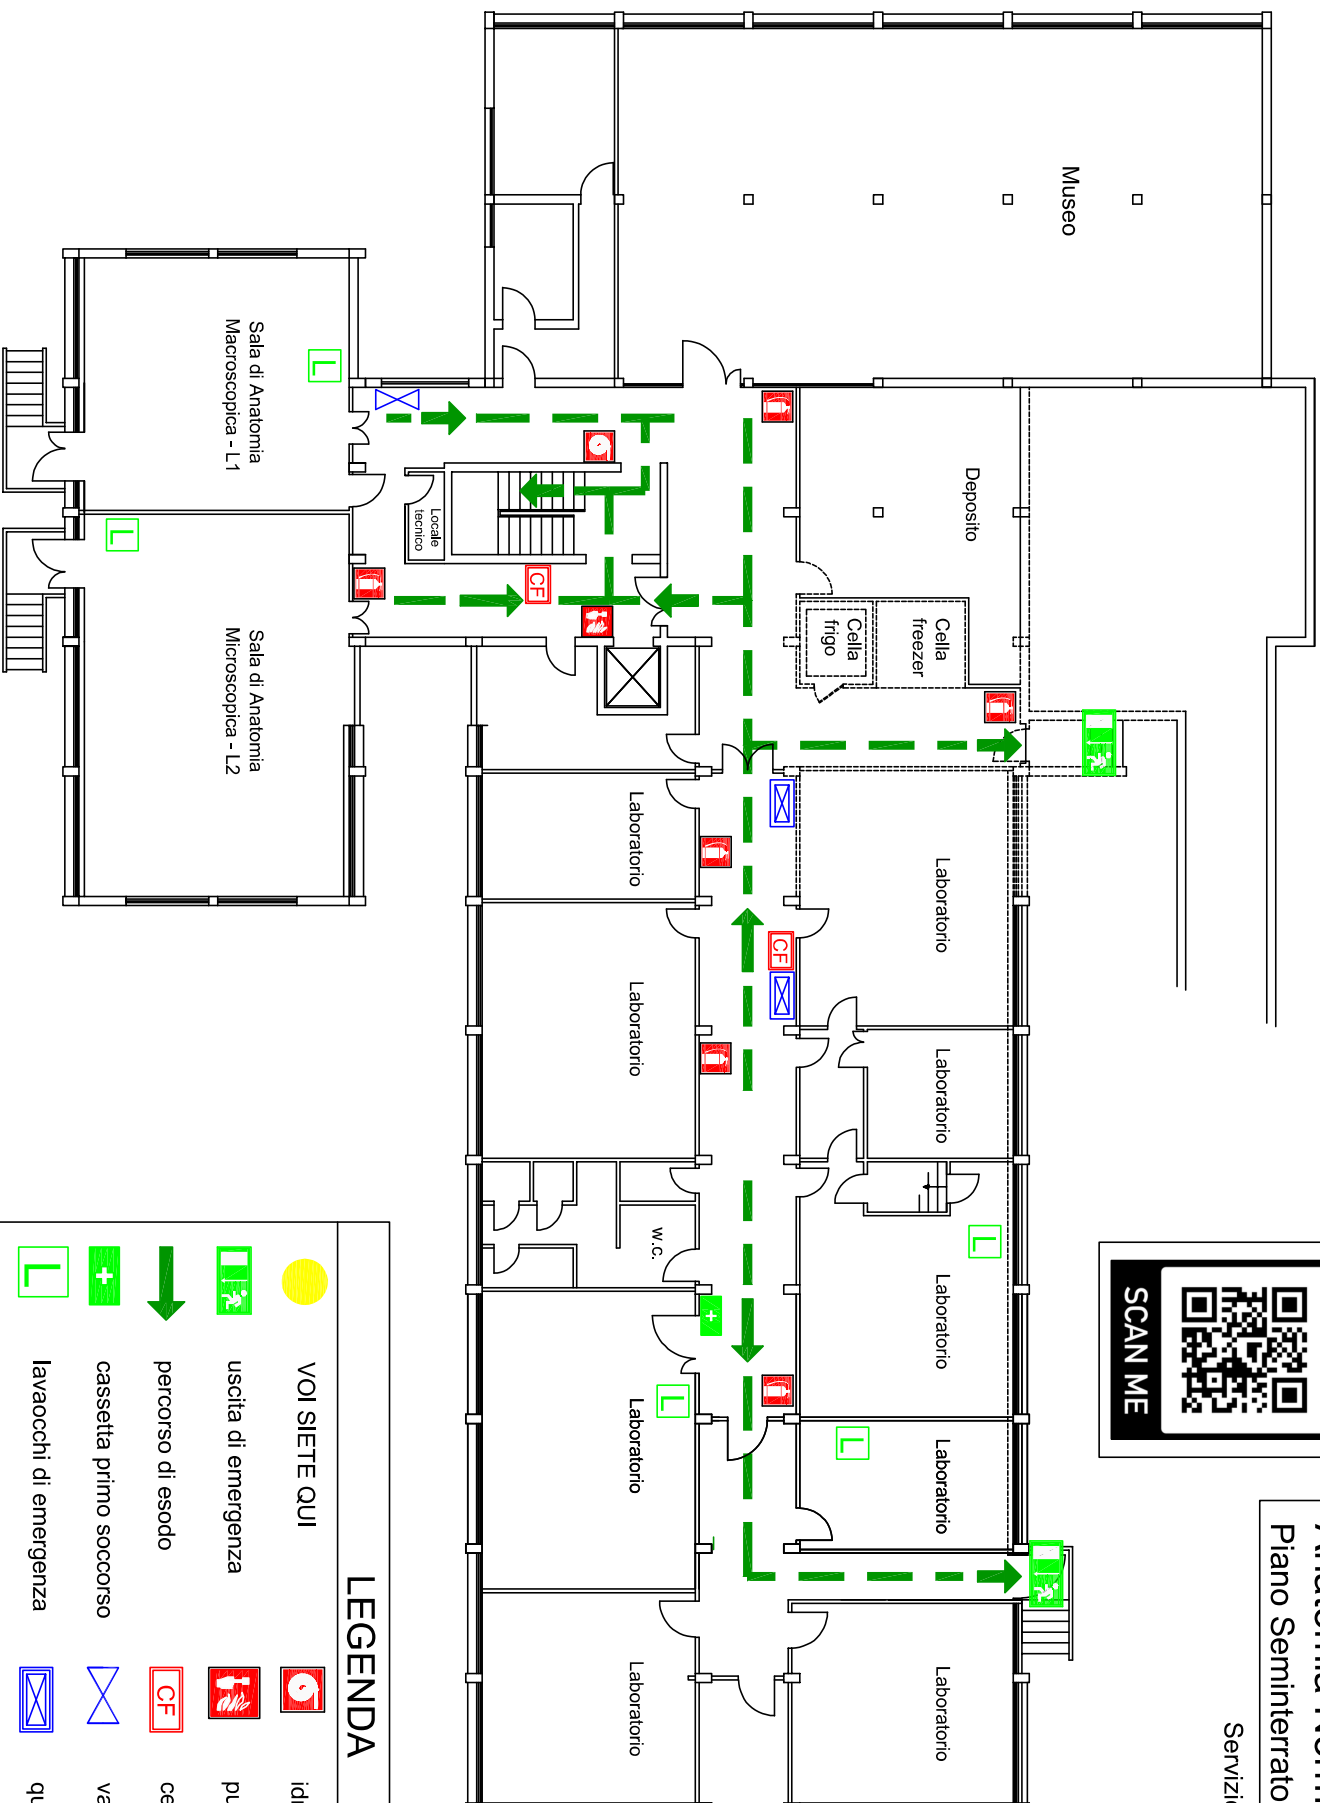 Museo
Deposito
Cella
freezer
Cella
frigo
Sala di Anatomia
Macroscopica - L1
L
Locale
tecnico
CF
L
Sala di Anatomia
Microscopica - L2
Laboratorio
Laboratorio
Laboratorio
CF
Laboratorio
Laboratorio
L
w.c.
Laboratorio
L
Laboratorio
L
Laboratorio
Laboratorio
Laboratorio
SCAN ME
Piano Seminterrato
LEGENDA
VOI SIETE QUI
uscita di emergenza
percorso di esodo
cassetta primo soccorso
L
lavaocchi di emergenza
CF